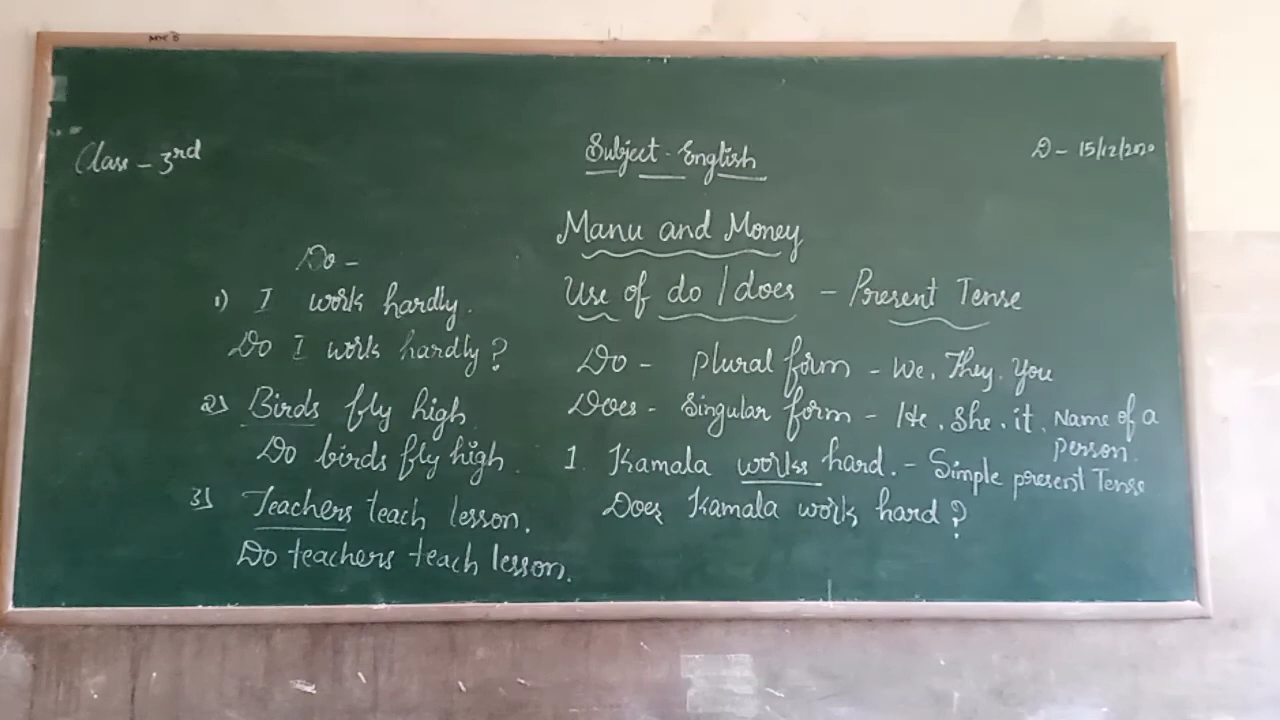 Class - 3rd
Subject - English
D - 15/12/2020
Manu and Money
Use of do / does - Present Tense
Do - plural form - We, They, You
Does - Singular form - He, She, it, Name of a
person.
1. Kamala works hard. - Simple present Tense
Does Kamala work hard?
Do -
1) I work hardly.
Do I work hardly?
2) Birds fly high
Do birds fly high.
3) Teachers teach lesson.
Do teachers teach lesson.